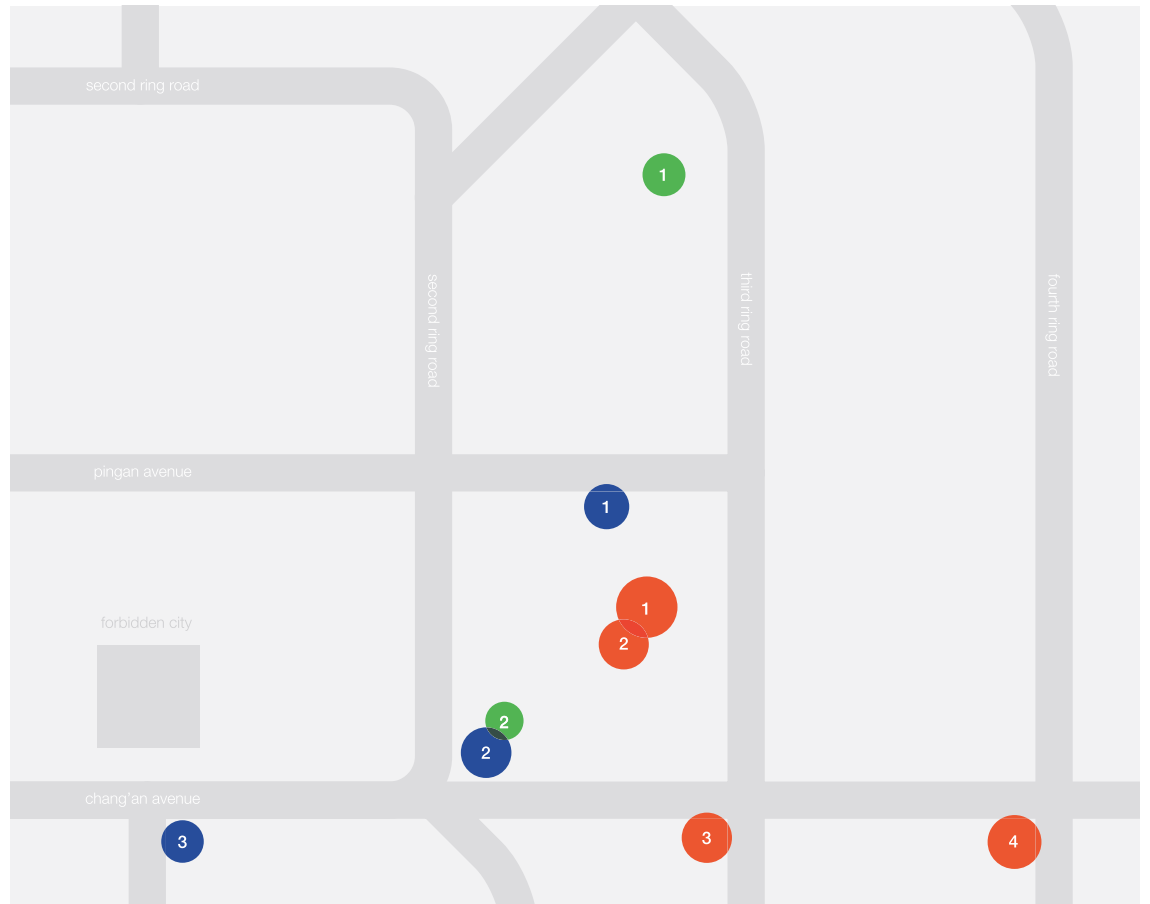 second ring road
1
second ring road
third ring road
fourth ring road
pingan avenue
1
1
forbidden city
2
2
2
chang'an avenue
3
3
4